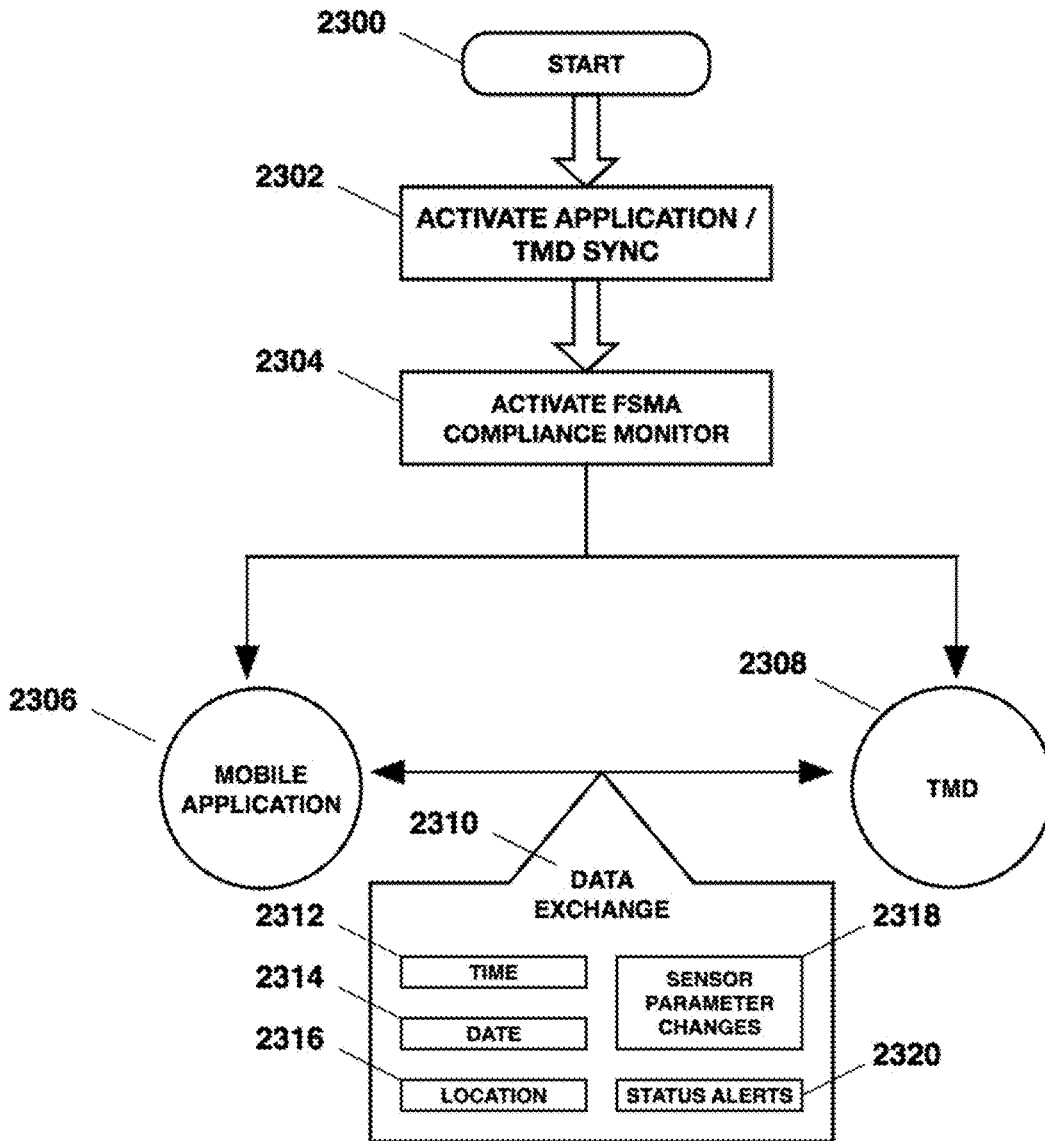 2300
START
2302
ACTIVATE APPLICATION /
TMD SYNC
2304
ACTIVATE FSMA
COMPLIANCE MONITOR
2306
MOBILE
APPLICATION
2308
TMD
2310
DATA
EXCHANGE
2312
TIME
2314
DATE
2316
LOCATION
2318
SENSOR
PARAMETER
CHANGES
2320
STATUS ALERTS